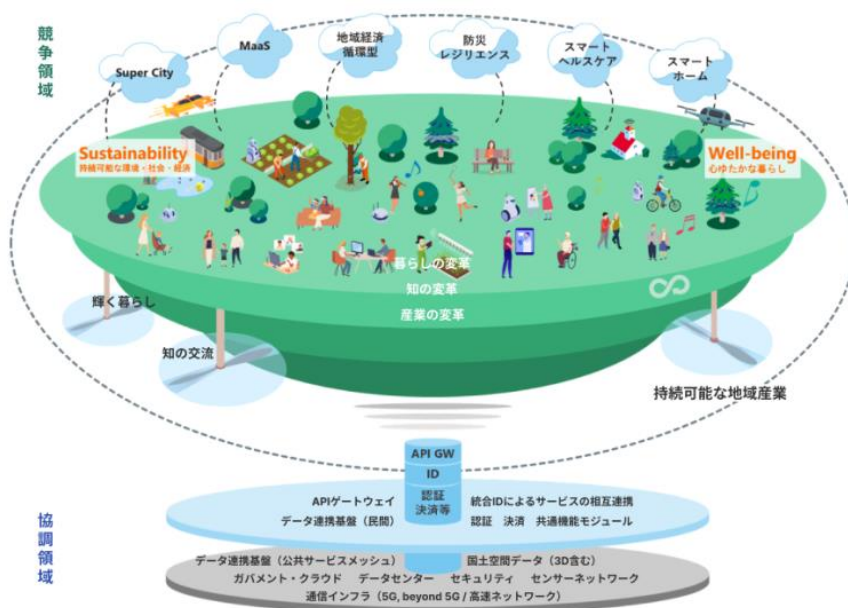 競争領域
Super City
MaaS
地域経済
循環型
防災
レジリエンス
スマート
ヘルスケア
スマート
ホーム
Sustainability
持続可能な環境・社会・経済
Well-being
心ゆたかな暮らし
暮らしの変革
知の変革
産業の変革
輝く暮らし
知の交流
持続可能な地域産業
協調領域
API GW
ID
認証
決済等
APIゲートウェイ
統合IDによるサービスの相互連携
データ連携基盤（民間）
認証 決済 共通機能モジュール
データ連携基盤（公共サービスメッシュ）
国土空間データ（3D含む）
ガバメント・クラウド データセンター セキュリティ センサーネットワーク
通信インフラ（5G, beyond 5G / 高速ネットワーク）